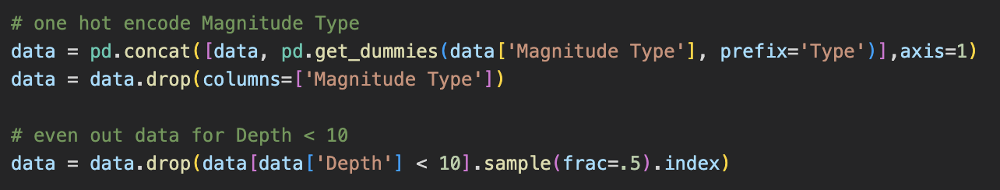 # one hot encode Magnitude Type
data = pd.concat([data, pd.get_dummies(data['Magnitude Type'], prefix='Type')],axis=1)
data = data.drop(columns=['Magnitude Type'])

# even out data for Depth < 10
data = data.drop(data[data['Depth'] < 10].sample(frac=.5).index)